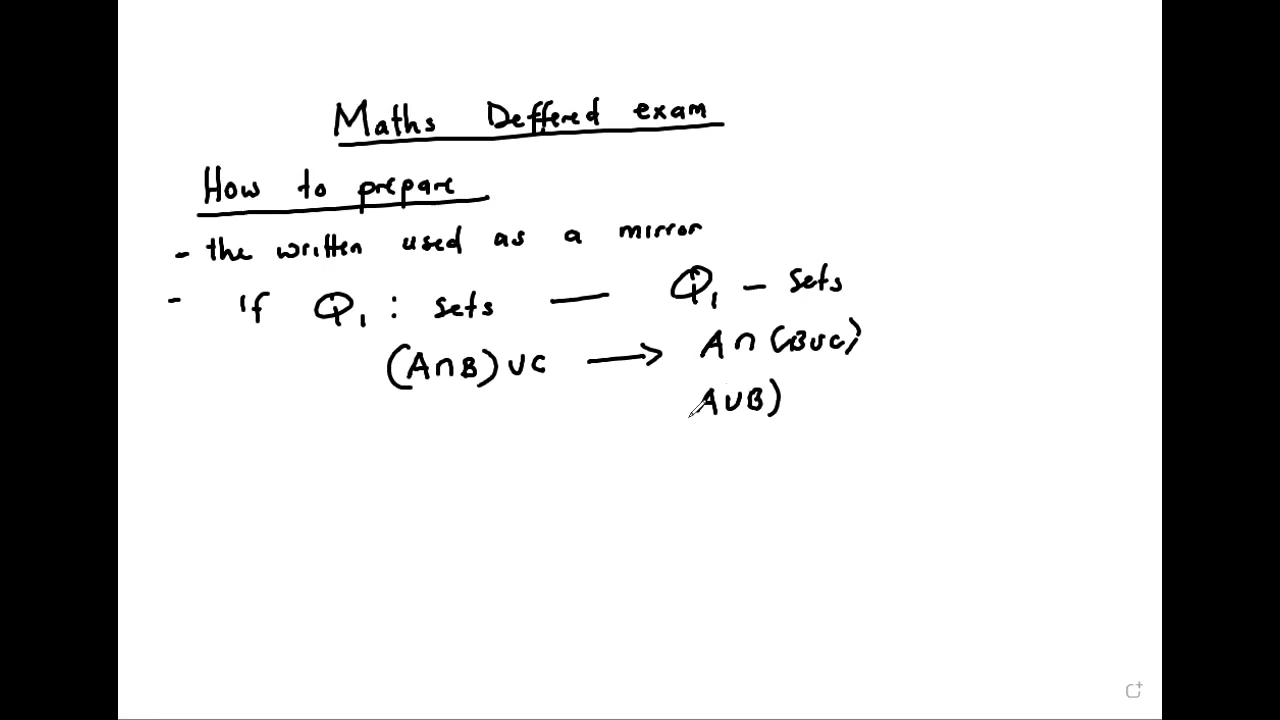 Maths Deffered exam
How to prepare
- the written used as a mirror
- If Q1 : sets — Q1 - sets
(A∩B)∪C → A∩(B∪C)
A∪B)